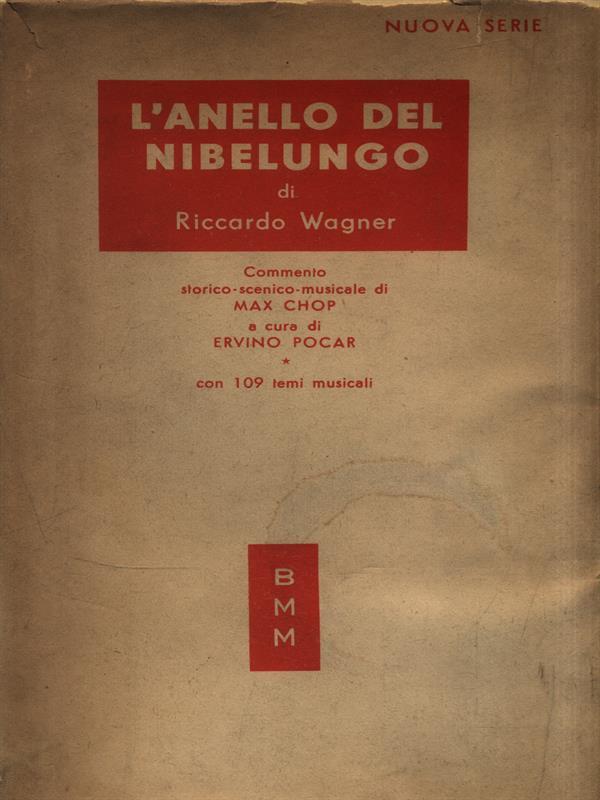 NUOVA SERIE
L'ANELLO DEL
NIBELUNGO
di
Riccardo Wagner
Commento
storico-scenico-musicale di
MAX CHOP
a cura di
ERVINO POCAR
★
con 109 temi musicali
B
M
M